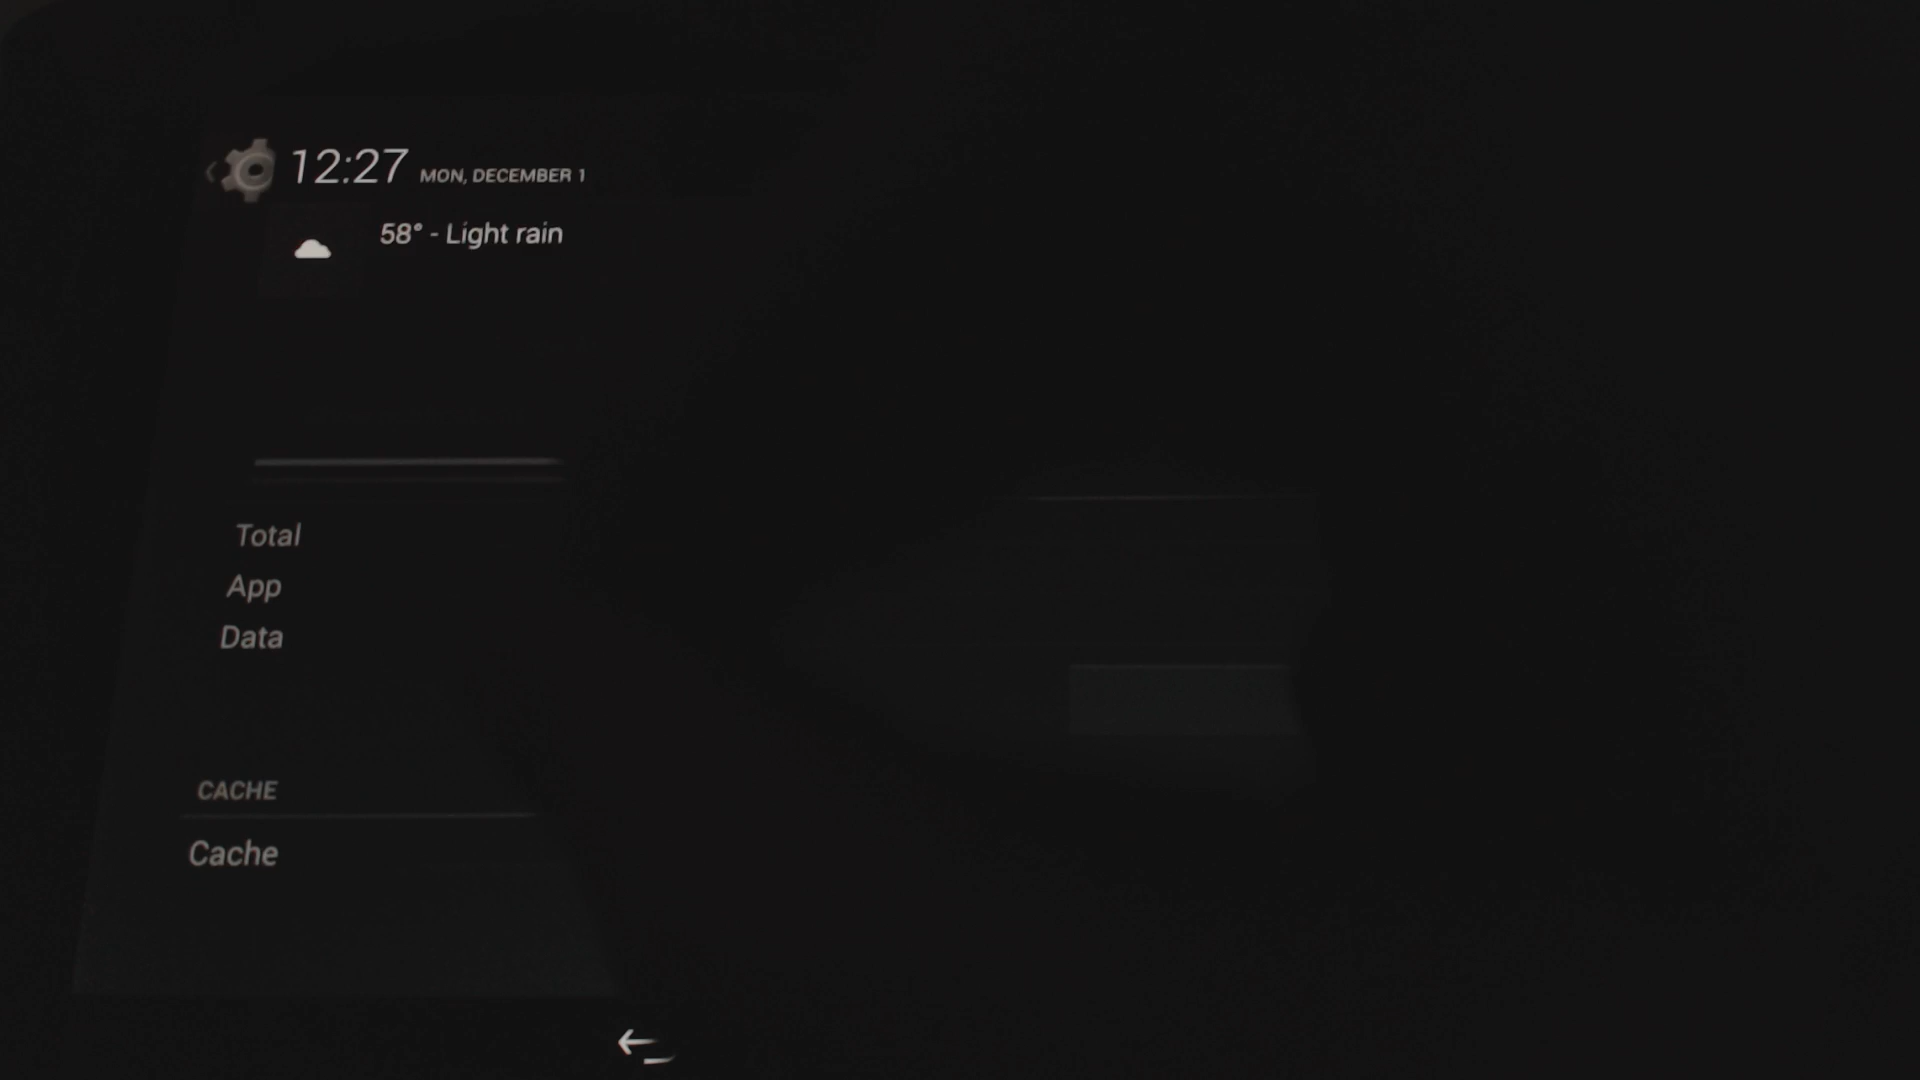 12:27 MON, DECEMBER 1
58° - Light rain
Total
App
Data
CACHE
Cache